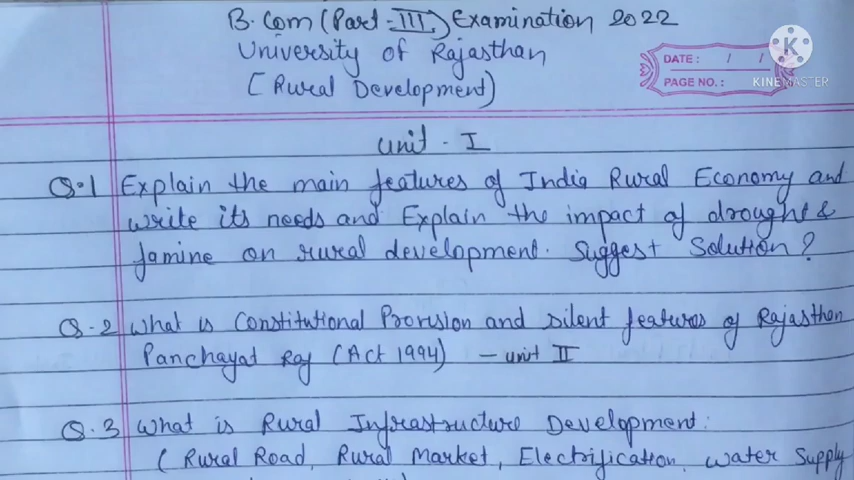 B.Com (Part-III) Examination 2022
University of Rajasthan
[Rural Development]
DATE: / /
PAGE NO.:
K
KINEMASTER
Unit - I
Q.1 Explain the main features of India Rural Economy and
write its needs and Explain the impact of drought &
famine on rural development. Suggest Solution?
Q.2 What is Constitutional Provision and Silent features of Rajasthan
Panchayat Raj (Act 1994) - unit II
Q.3 What is Rural Infrastructure Development:
(Rural Road, Rural Market, Electrification, Water Supply